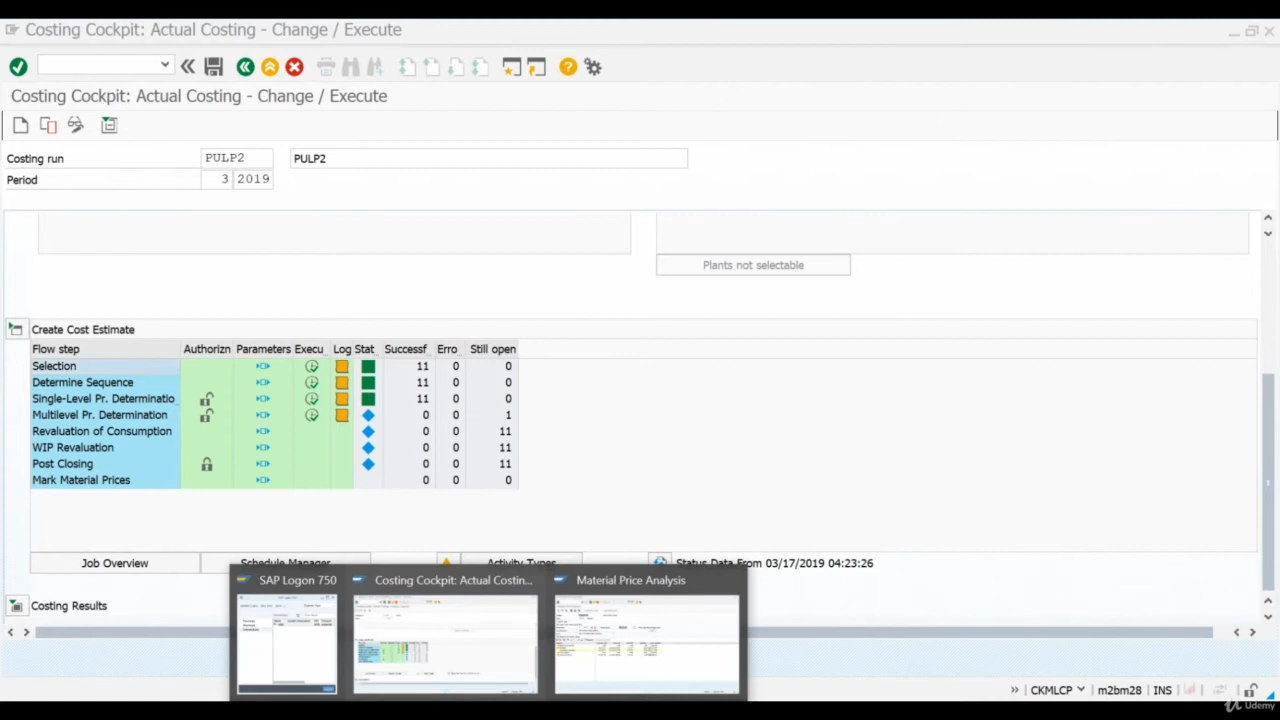 Costing Cockpit: Actual Costing - Change / Execute
Costing Cockpit: Actual Costing - Change / Execute
Costing run PULP2 PULP2
Period 3 2019
Plants not selectable
Create Cost Estimate
Flow step Authorizn Parameters Execu Log Stat Successf Erro Still open
Selection 11 0 0
Determine Sequence 11 0 0
Single-Level Pr. Determinatio 11 0 0
Multilevel Pr. Determination 0 0 1
Revaluation of Consumption 0 0 11
WIP Revaluation 0 0 11
Post Closing 0 0 11
Mark Material Prices 0 0 0
Job Overview Schedule Manager Activity Types Status Data From 03/17/2019 04:23:26
SAP Logon 750 Costing Cockpit: Actual Costin... Material Price Analysis
Costing Results
CKMLCP m2bm28 INS
Udemy